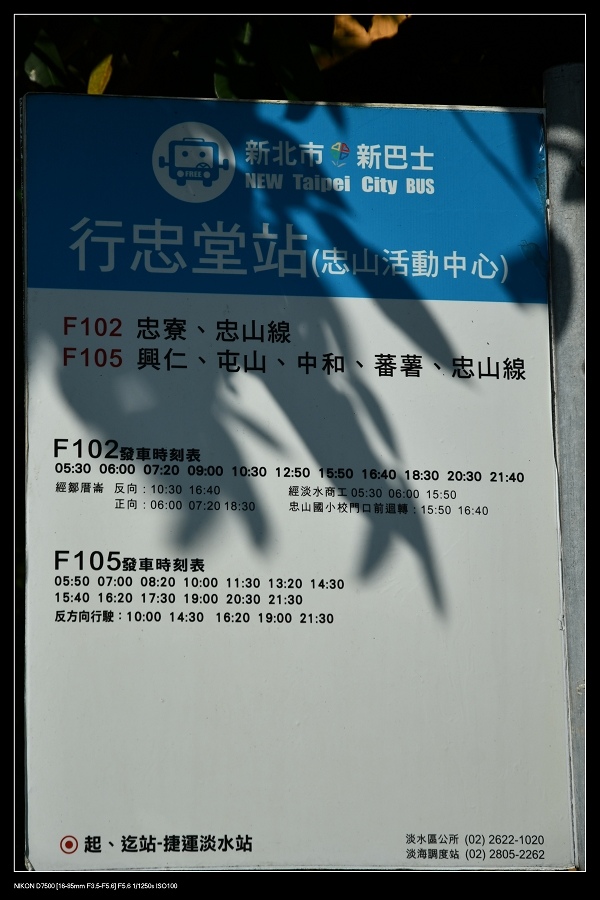 FREE
新北市 新巴士
NEW Taipei City BUS
行忠堂站(忠山活動中心)
F102 忠寮、忠山線
F105 興仁、屯山、中和、蕃薯、忠山線
F102發車時刻表
05:30 06:00 07:20 09:00 10:30 12:50 15:50 16:40 18:30 20:30 21:40
經鄒厝崙 反向:10:30 16:40 經淡水商工 05:30 06:00 15:50
正向:06:00 07:20 18:30 忠山國小校門口前迴轉:15:50 16:40
F105發車時刻表
05:50 07:00 08:20 10:00 11:30 13:20 14:30
15:40 16:20 17:30 19:00 20:30 21:30
反方向行駛:10:00 14:30 16:20 19:00 21:30
起、迄站-捷運淡水站
淡水區公所 (02) 2622-1020
淡海調度站 (02) 2805-2262
NIKON D7500 [16-85mm F3.5-F5.6] F5.6 1/1250s ISO100